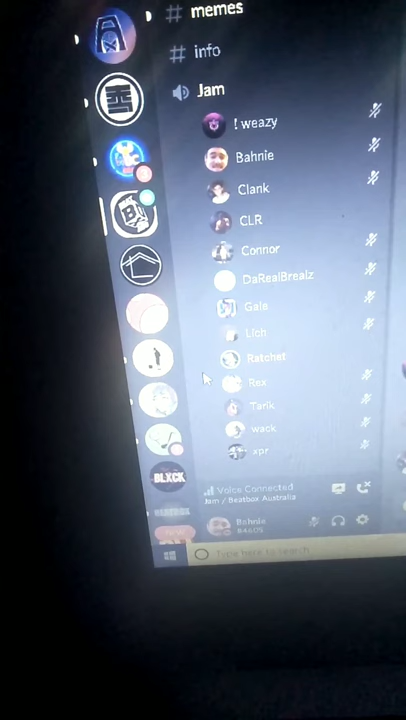 # memes
# info
Jam
! weazy
Bahnie
Clank
CLR
Connor
DaRealBrealz
Gale
Lich
Ratchet
Rex
Tarik
wack
xpr
BLXCK
Voice Connected
Jam / Beatbox Australia
Bahnie
Type here to search